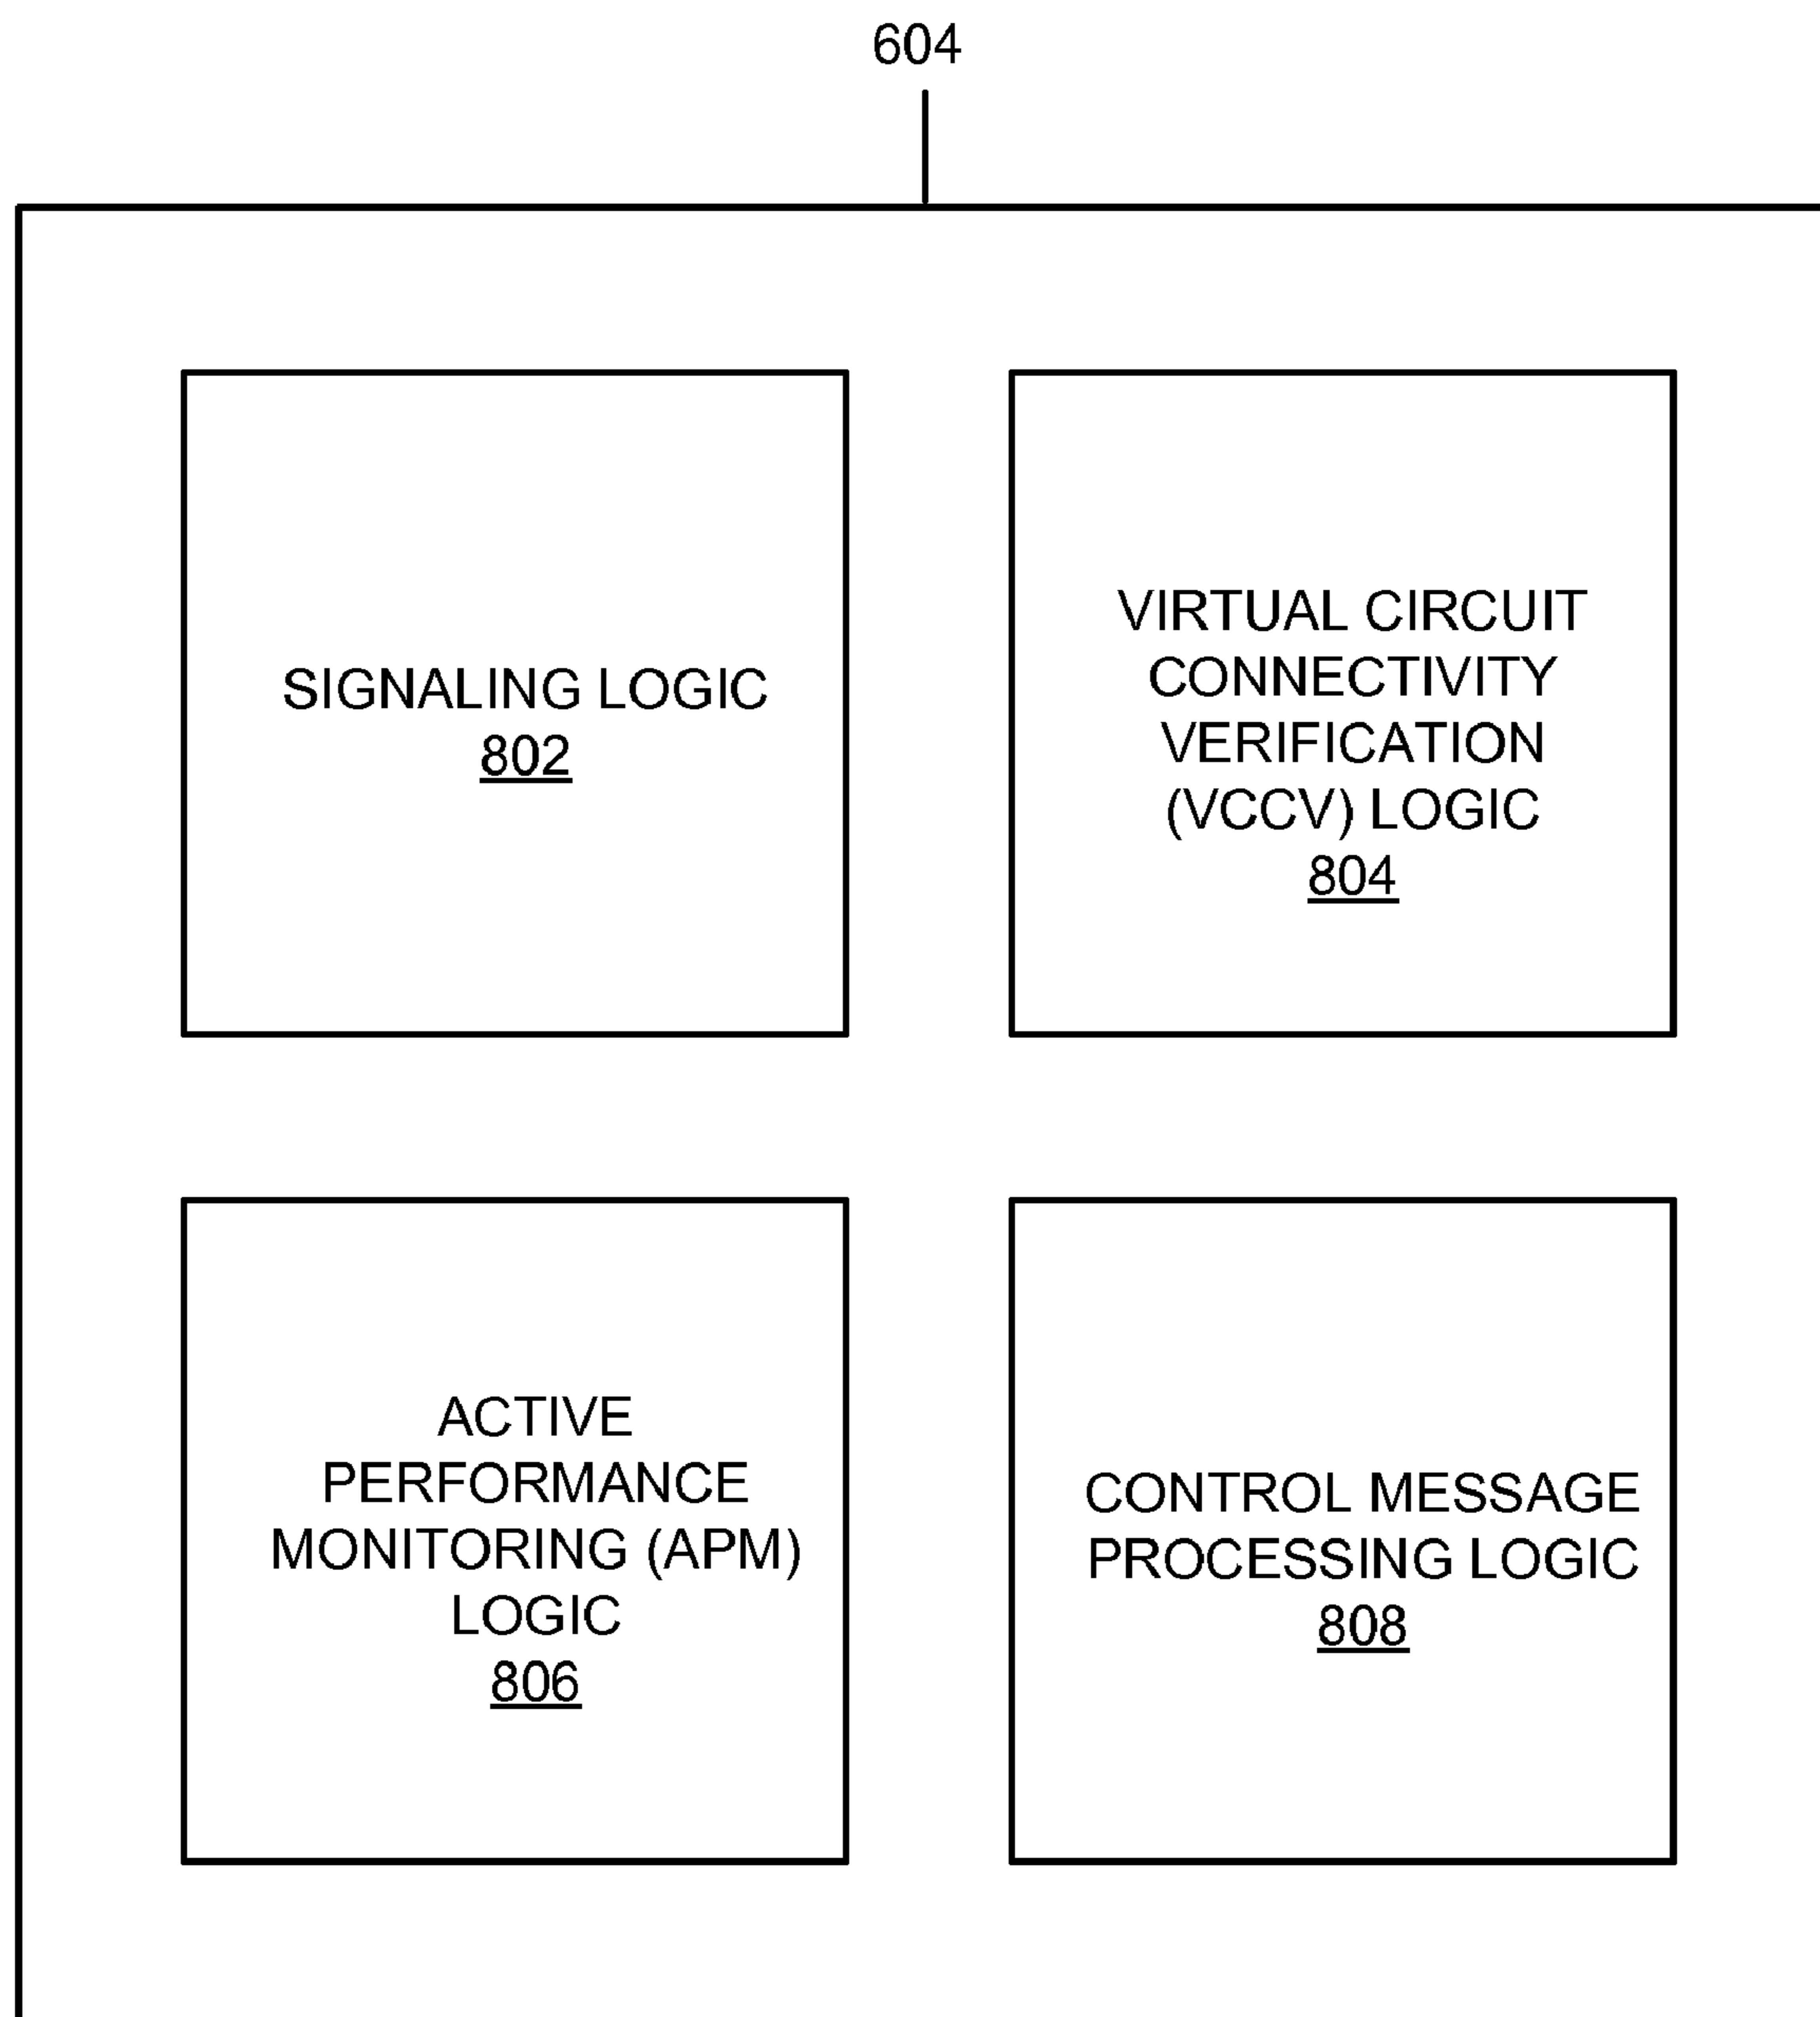 604
SIGNALING LOGIC
802
VIRTUAL CIRCUIT
CONNECTIVITY
VERIFICATION
(VCCV) LOGIC
804
ACTIVE
PERFORMANCE
MONITORING (APM)
LOGIC
806
CONTROL MESSAGE
PROCESSING LOGIC
808